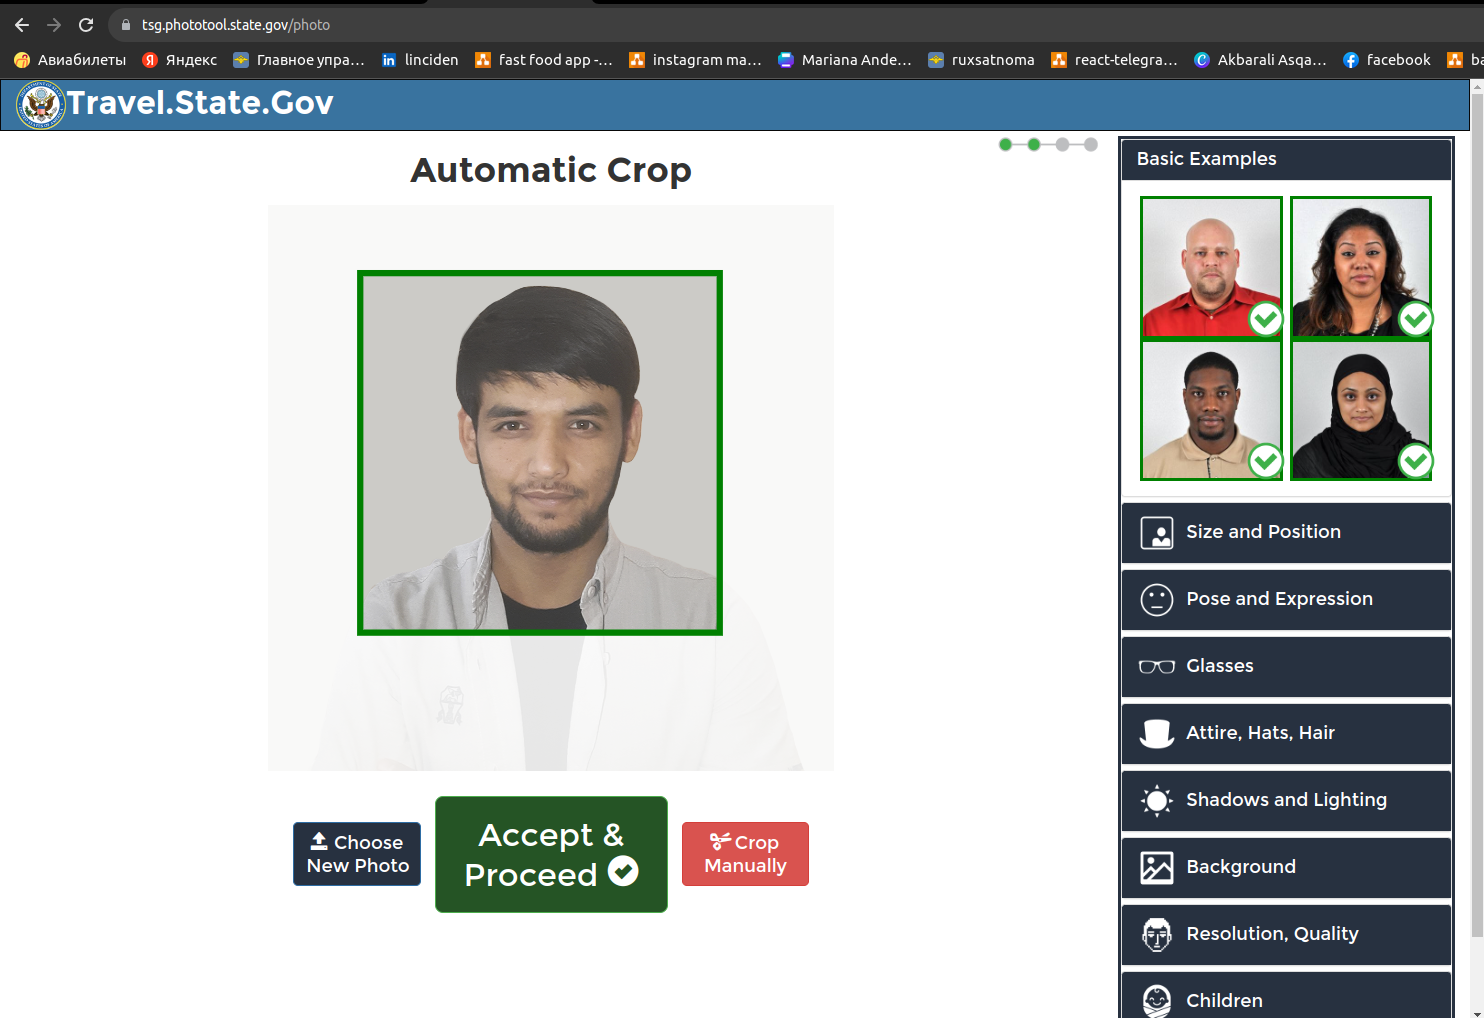 tsg.phototool.state.gov/photo
Авиабилеты Яндекс Главное упра... linciden fast food app -... instagram ma... Mariana Ande... ruxsatnoma react-telegra... Akbarali Asqa... facebook ba
Travel.State.Gov
Automatic Crop
Choose
New Photo
Accept &
Proceed
Crop
Manually
Basic Examples
Size and Position
Pose and Expression
Glasses
Attire, Hats, Hair
Shadows and Lighting
Background
Resolution, Quality
Children